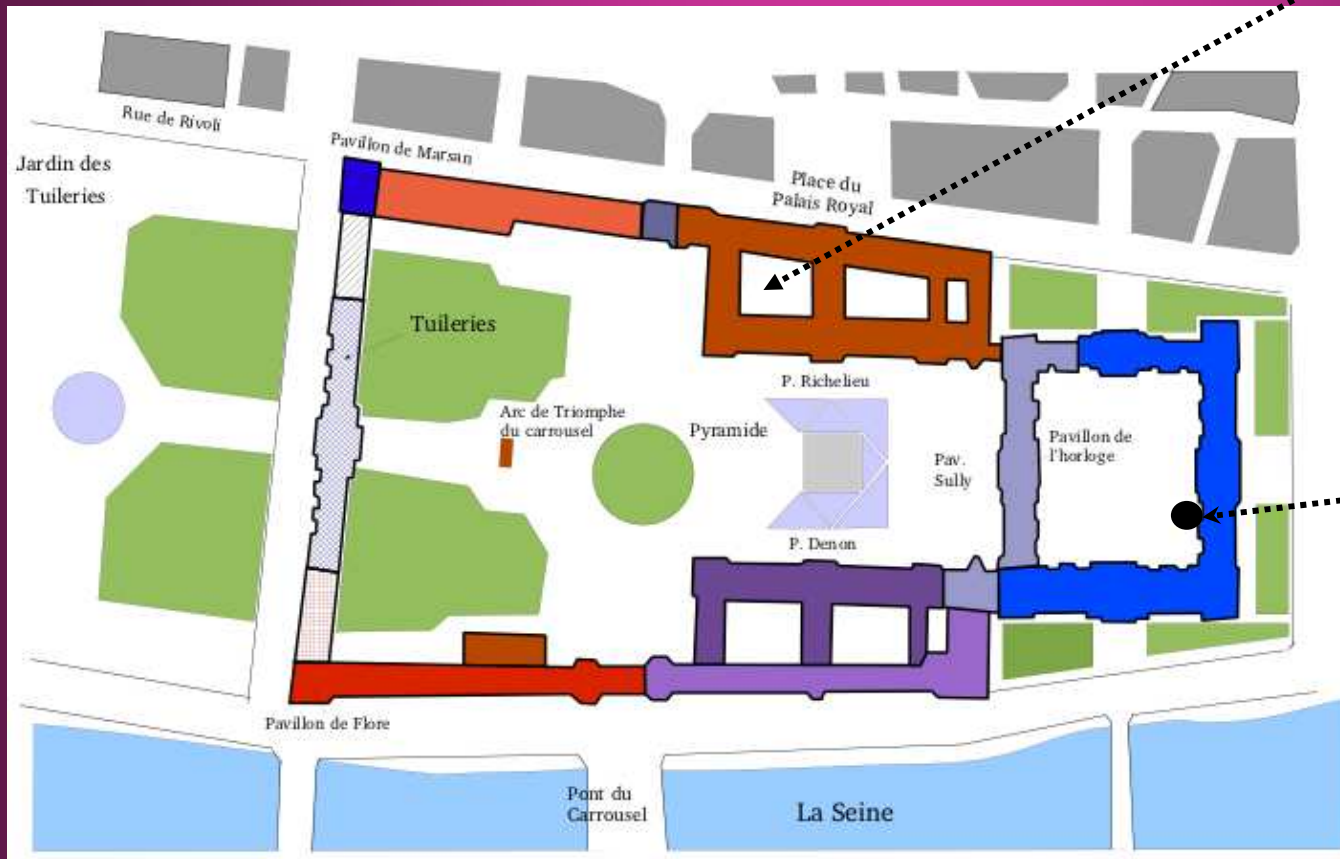 Rue de Rivoli
Pavillon de Marsan
Jardin des
Tuileries
Place du
Palais Royal
Tuileries
P. Richelieu
Arc de Triomphe
du carrousel
Pyramide
Pavillon de
l'horloge
Pav.
Sully
P. Denon
Pavillon de Flore
Pont du
Carrousel
La Seine